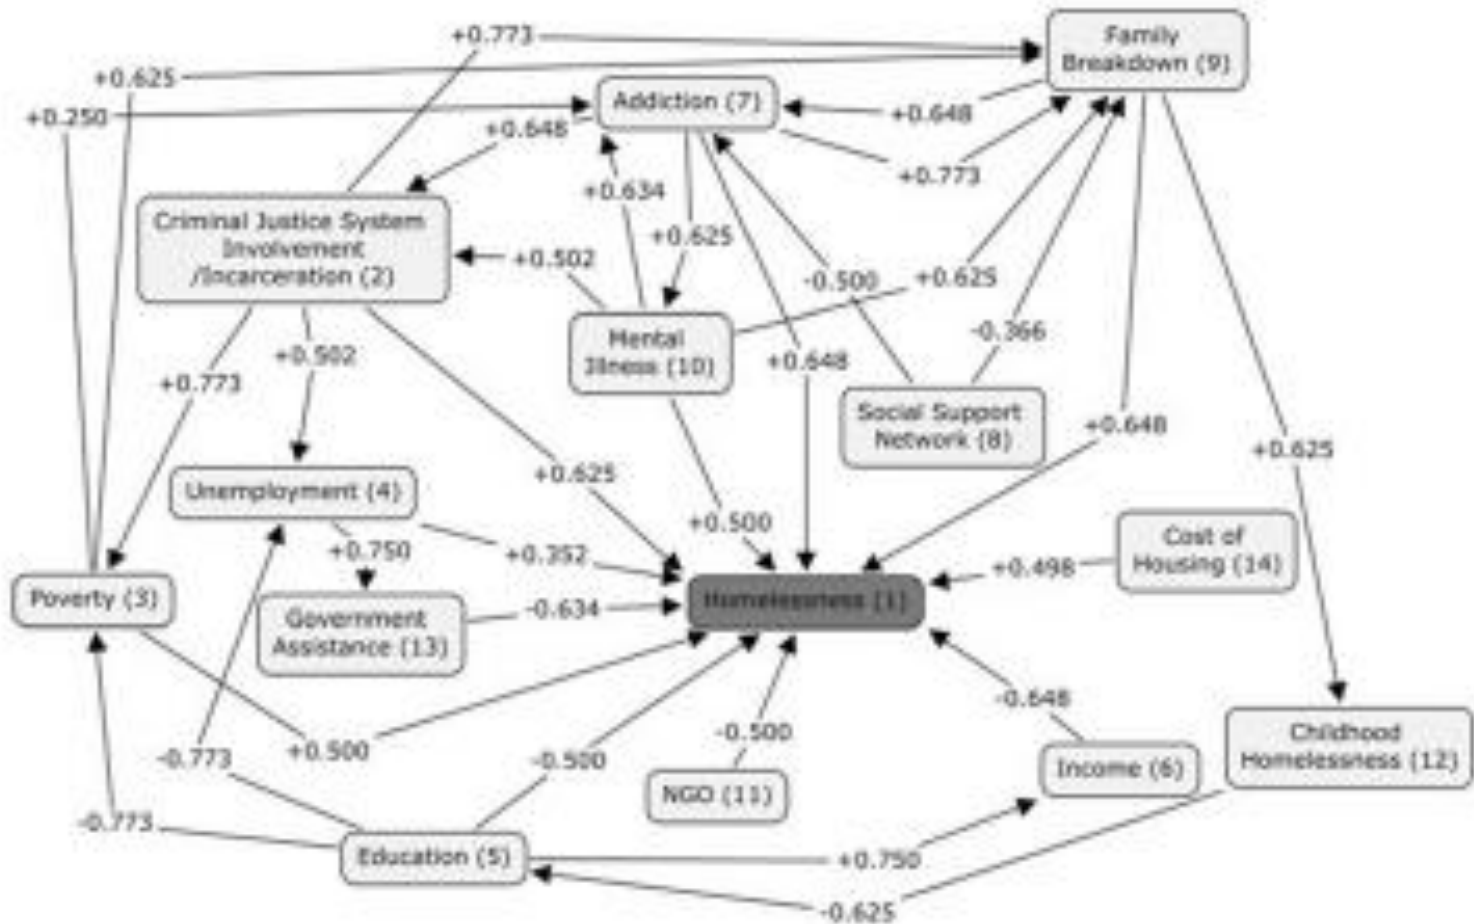 +0.773
Family
Breakdown (9)
+0.625
Addiction (7)
+0.250
+0.648
+0.648
+0.773
+0.634
Criminal Justice System
Involvement
/Incarceration (2)
+0.625
+0.502
-0.500
+0.625
-0.366
Mental
Illness (10)
+0.502
+0.773
+0.648
Social Support
Network (8)
+0.648
+0.625
+0.625
Unemployment (4)
+0.500
+0.750
+0.352
Cost of
Housing (14)
+0.498
Poverty (3)
-0.634
Homelessness (1)
Government
Assistance (13)
-0.648
-0.773
+0.500
-0.500
-0.500
Childhood
Homelessness (12)
Income (6)
NGO (11)
-0.773
Education (5)
+0.750
-0.625